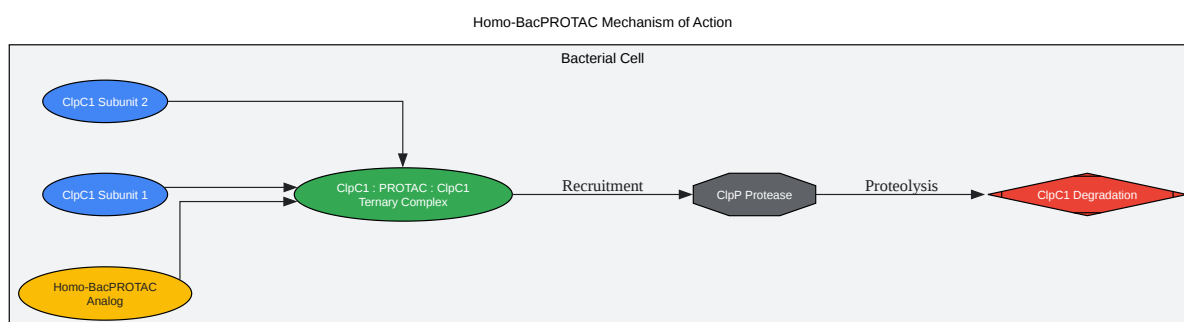 Homo-BacPROTAC Mechanism of Action
Bacterial Cell
ClpC1 Subunit 2
ClpC1 Subunit 1
ClpC1 : PROTAC : ClpC1
Ternary Complex
Recruitment
ClpP Protease
Proteolysis
ClpC1 Degradation
Homo-BacPROTAC
Analog